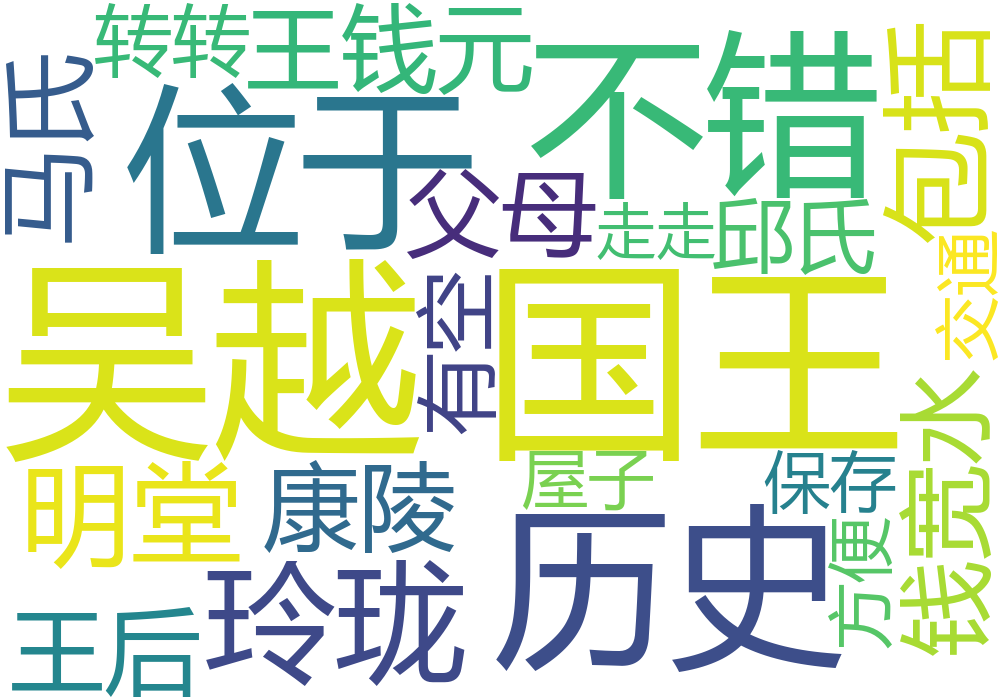 转转
王钱元
不错
包括
马氏
位于
父母
走走
邱氏
交通
吴越
有空
国王
钱宽水
明堂
康陵
屋子
保存
玲珑
历史
方便
王后